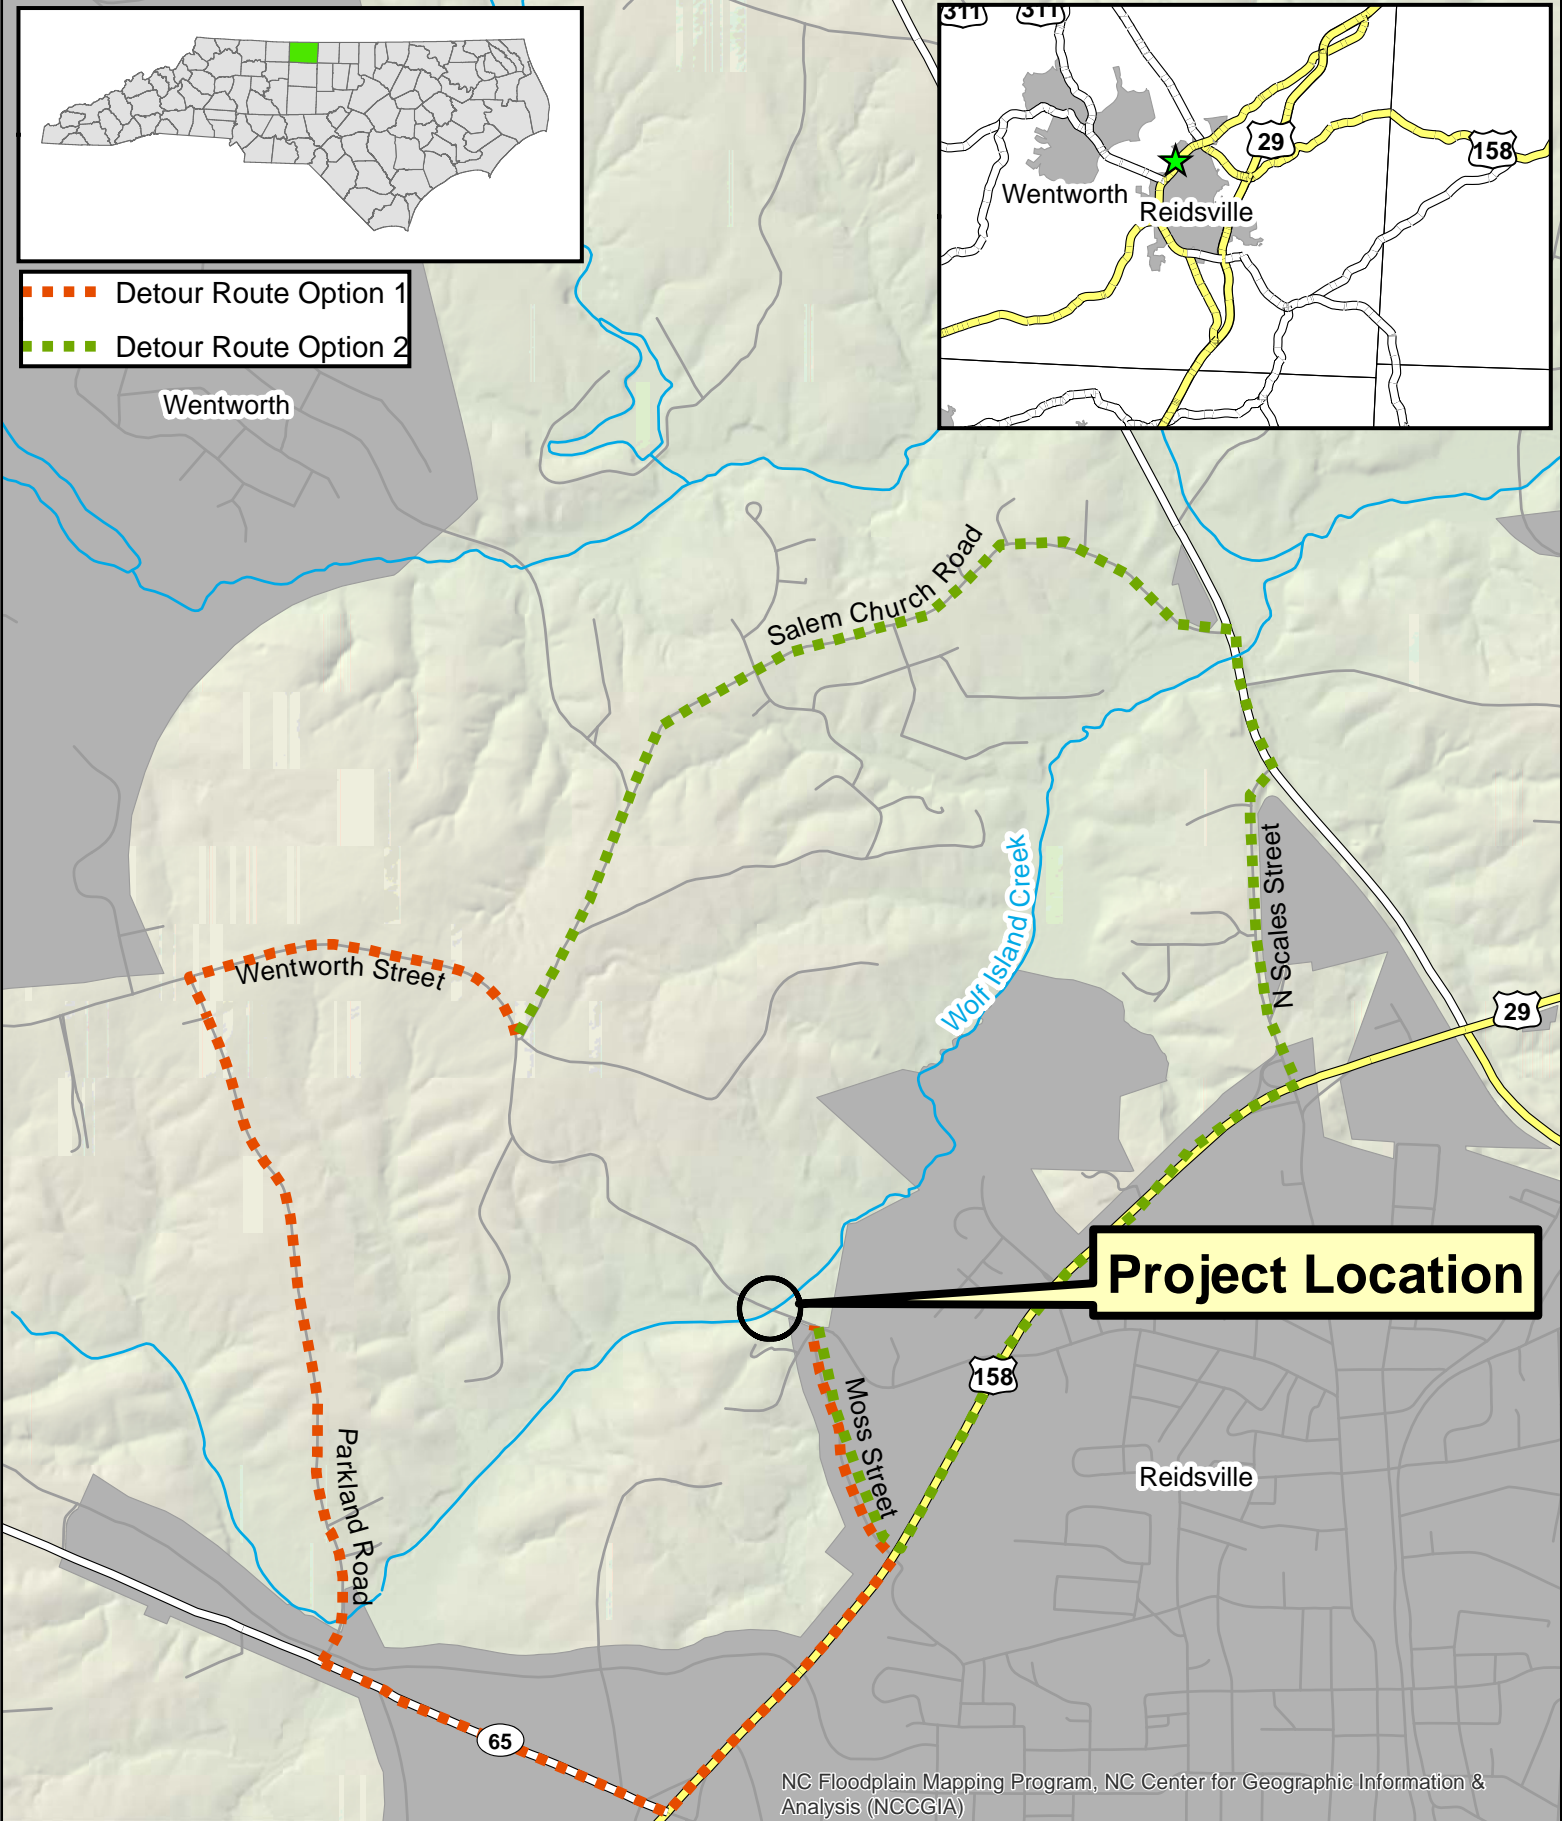 311
311
29
158
Wentworth
Reidsville
Detour Route Option 1
Detour Route Option 2
Wentworth
Salem Church Road
Wolf Island Creek
N Scales Street
Wentworth Street
29
Project Location
158
Moss Street
Reidsville
Parkland Road
65
NC Floodplain Mapping Program, NC Center for Geographic Information &
Analysis (NCCGIA)